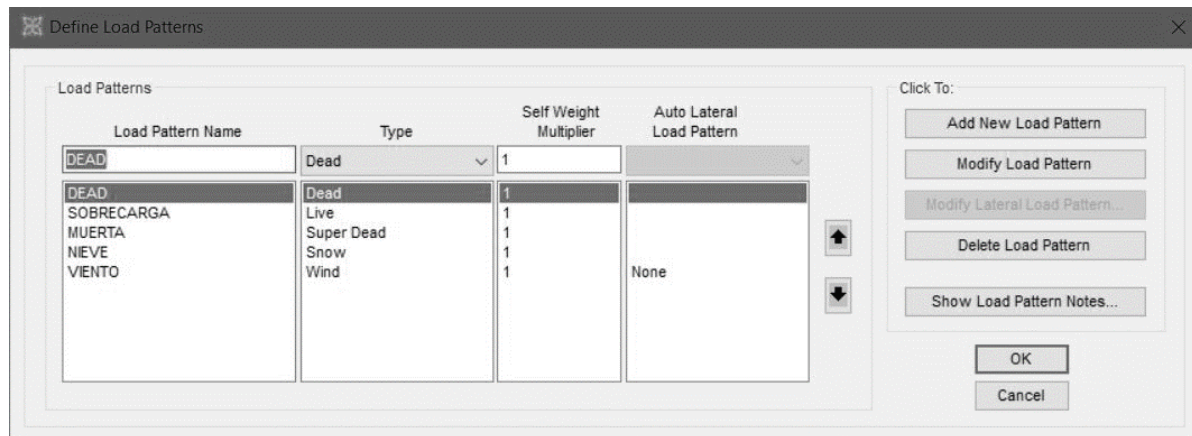 Define Load Patterns
Load Patterns
Click To:
Load Pattern Name Type Self Weight Multiplier Auto Lateral Load Pattern
DEAD Dead 1
DEAD Dead 1
SOBRECARGA Live 1
MUERTA Super Dead 1
NIEVE Snow 1
VIENTO Wind 1 None
Add New Load Pattern
Modify Load Pattern
Modify Lateral Load Pattern...
Delete Load Pattern
Show Load Pattern Notes...
OK
Cancel